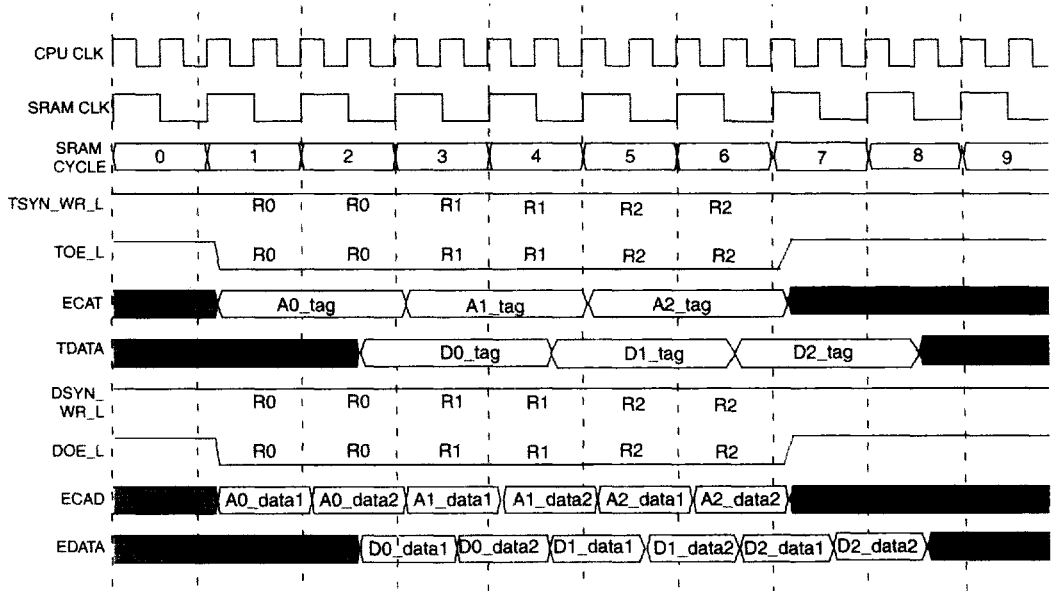 CPU CLK
SRAM CLK
SRAM CYCLE 0 1 2 3 4 5 6 7 8 9
TSYN_WR_L R0 R0 R1 R1 R2 R2
TOE_L R0 R0 R1 R1 R2 R2
ECAT A0_tag A1_tag A2_tag
TDATA D0_tag D1_tag D2_tag
DSYN_ WR_L R0 R0 R1 R1 R2 R2
DOE_L R0 R0 R1 R1 R2 R2
ECAD A0_data1 A0_data2 A1_data1 A1_data2 A2_data1 A2_data2
EDATA D0_data1 D0_data2 D1_data1 D1_data2 D2_data1 D2_data2